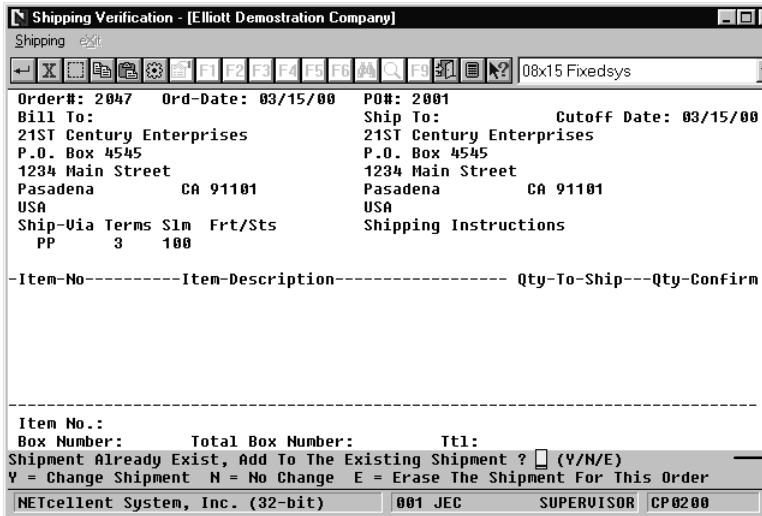 Shipping Verification - [Elliott Demostration Company]
Shipping eXit
X F1 F2 F3 F4 F5 F6 F9 08x15 Fixedsys
Order#: 2047 Ord-Date: 03/15/00 PO#: 2001
Bill To: Ship To: Cutoff Date: 03/15/00
21ST Century Enterprises 21ST Century Enterprises
P.O. Box 4545 P.O. Box 4545
1234 Main Street 1234 Main Street
Pasadena CA 91101 Pasadena CA 91101
USA USA
Ship-Via Terms Slm Frt/Sts Shipping Instructions
PP 3 100
-Item-No----------Item-Description------------------ Qty-To-Ship---Qty-Confirm
Item No.:
Box Number: Total Box Number: Ttl:
Shipment Already Exist, Add To The Existing Shipment ? (Y/N/E)
Y = Change Shipment N = No Change E = Erase The Shipment For This Order
NETcellent System, Inc. (32-bit) 001 JEC SUPERVISOR CP0200